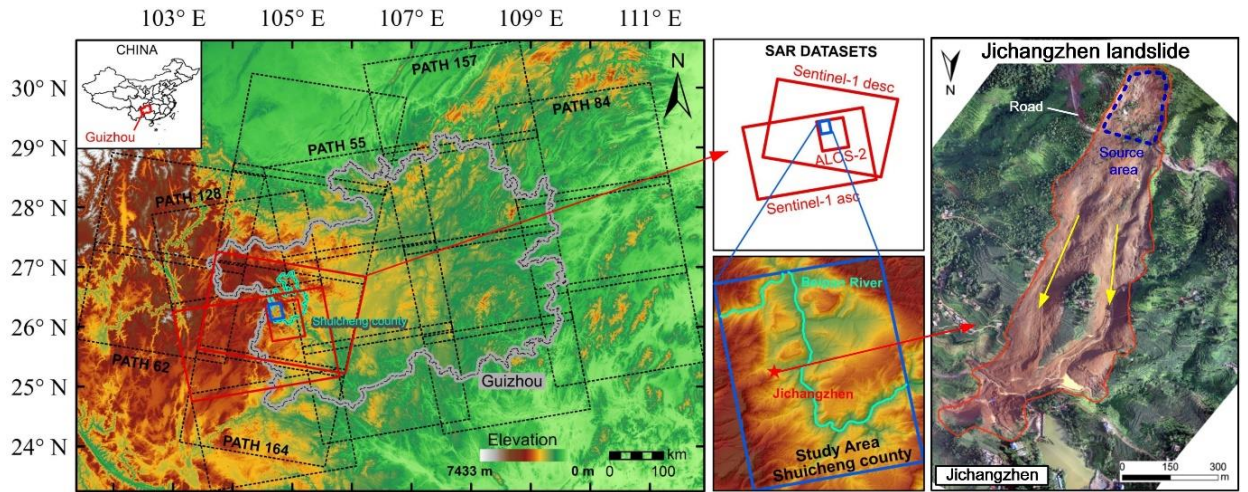 103° E
105° E
107° E
109° E
111° E
30° N
29° N
28° N
27° N
26° N
25° N
24° N
CHINA
Guizhou
PATH 157
N
PATH 84
PATH 55
PATH 128
Shuicheng county
PATH 62
Guizhou
PATH 164
Elevation
7433 m
0 m
0
100
km
SAR DATASETS
Sentinel-1 desc
ALOS-2
Sentinel-1 asc
River
Jichangzhen
Study Area
Shuicheng county
Jichangzhen landslide
N
Road
Source
area
Jichangzhen
0
150
300
m